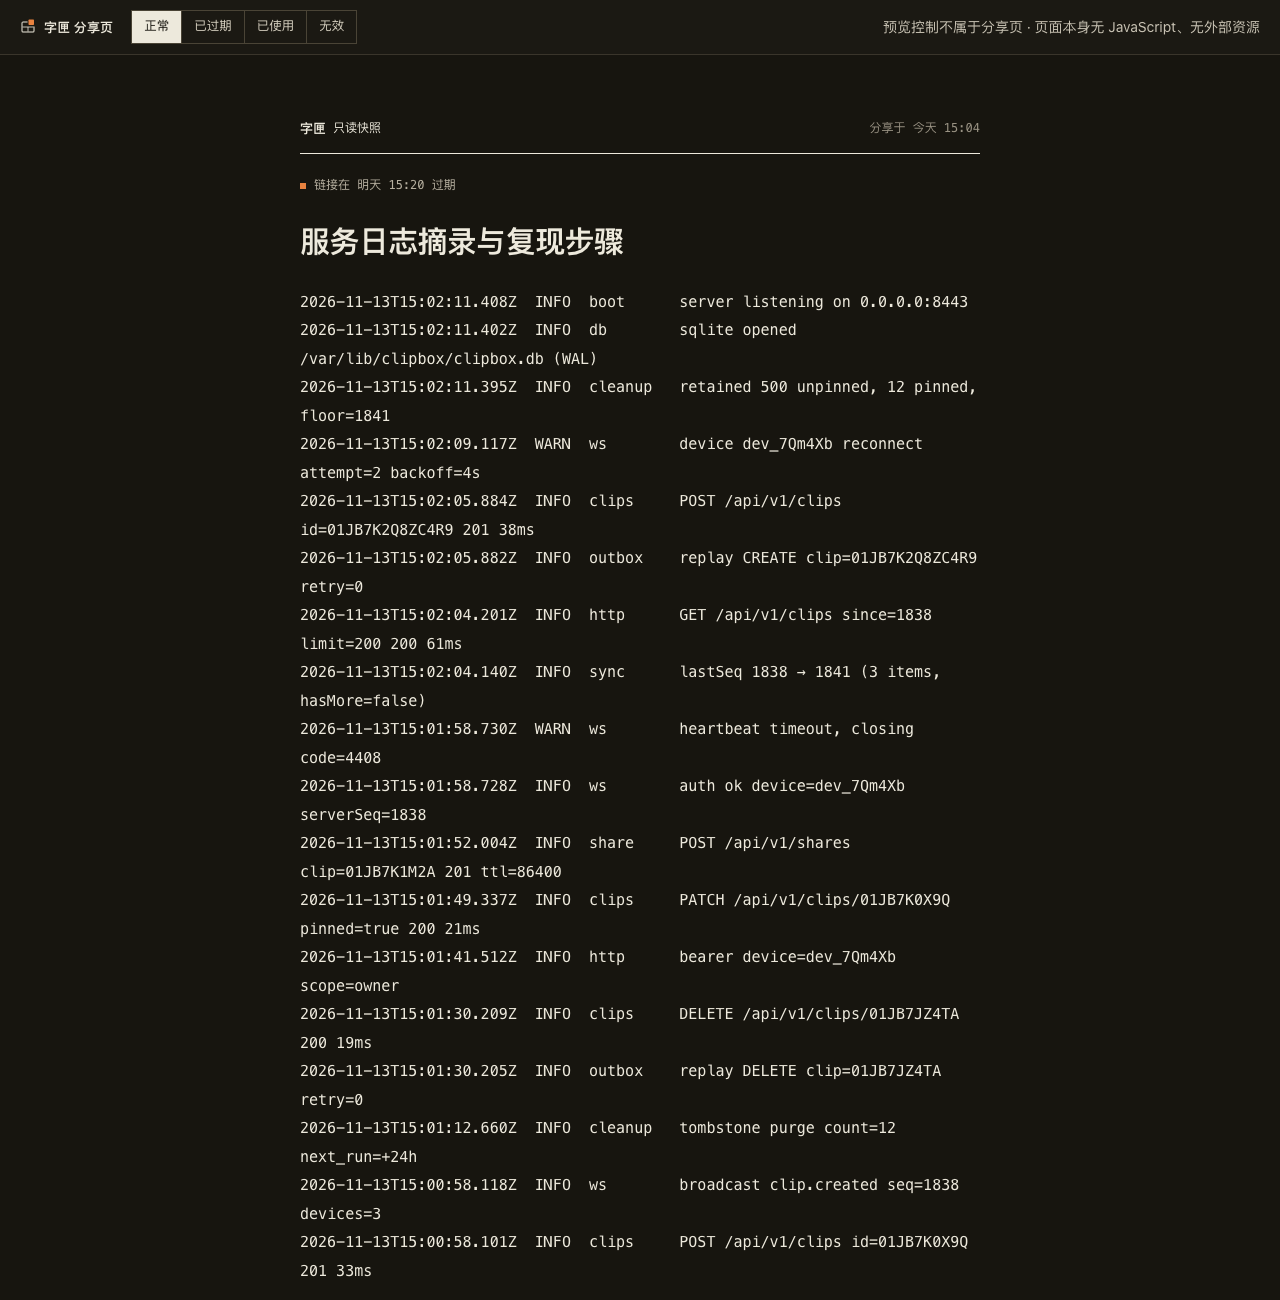 字匣 分享页 正常 已过期 已使用 无效 预览控制不属于分享页 · 页面本身无 JavaScript、无外部资源
字匣 只读快照 分享于 今天 15:04
链接在 明天 15:20 过期
服务日志摘录与复现步骤
2026-11-13T15:02:11.408Z  INFO  boot      server listening on 0.0.0.0:8443
2026-11-13T15:02:11.402Z  INFO  db        sqlite opened
/var/lib/clipbox/clipbox.db (WAL)
2026-11-13T15:02:11.395Z  INFO  cleanup   retained 500 unpinned, 12 pinned,
floor=1841
2026-11-13T15:02:09.117Z  WARN  ws        device dev_7Qm4Xb reconnect
attempt=2 backoff=4s
2026-11-13T15:02:05.884Z  INFO  clips     POST /api/v1/clips
id=01JB7K2Q8ZC4R9 201 38ms
2026-11-13T15:02:05.882Z  INFO  outbox    replay CREATE clip=01JB7K2Q8ZC4R9
retry=0
2026-11-13T15:02:04.201Z  INFO  http      GET /api/v1/clips since=1838
limit=200 200 61ms
2026-11-13T15:02:04.140Z  INFO  sync      lastSeq 1838 → 1841 (3 items,
hasMore=false)
2026-11-13T15:01:58.730Z  WARN  ws        heartbeat timeout, closing
code=4408
2026-11-13T15:01:58.728Z  INFO  ws        auth ok device=dev_7Qm4Xb
serverSeq=1838
2026-11-13T15:01:52.004Z  INFO  share     POST /api/v1/shares
clip=01JB7K1M2A 201 ttl=86400
2026-11-13T15:01:49.337Z  INFO  clips     PATCH /api/v1/clips/01JB7K0X9Q
pinned=true 200 21ms
2026-11-13T15:01:41.512Z  INFO  http      bearer device=dev_7Qm4Xb
scope=owner
2026-11-13T15:01:30.209Z  INFO  clips     DELETE /api/v1/clips/01JB7JZ4TA
200 19ms
2026-11-13T15:01:30.205Z  INFO  outbox    replay DELETE clip=01JB7JZ4TA
retry=0
2026-11-13T15:01:12.660Z  INFO  cleanup   tombstone purge count=12
next_run=+24h
2026-11-13T15:00:58.118Z  INFO  ws        broadcast clip.created seq=1838
devices=3
2026-11-13T15:00:58.101Z  INFO  clips     POST /api/v1/clips id=01JB7K0X9Q
201 33ms